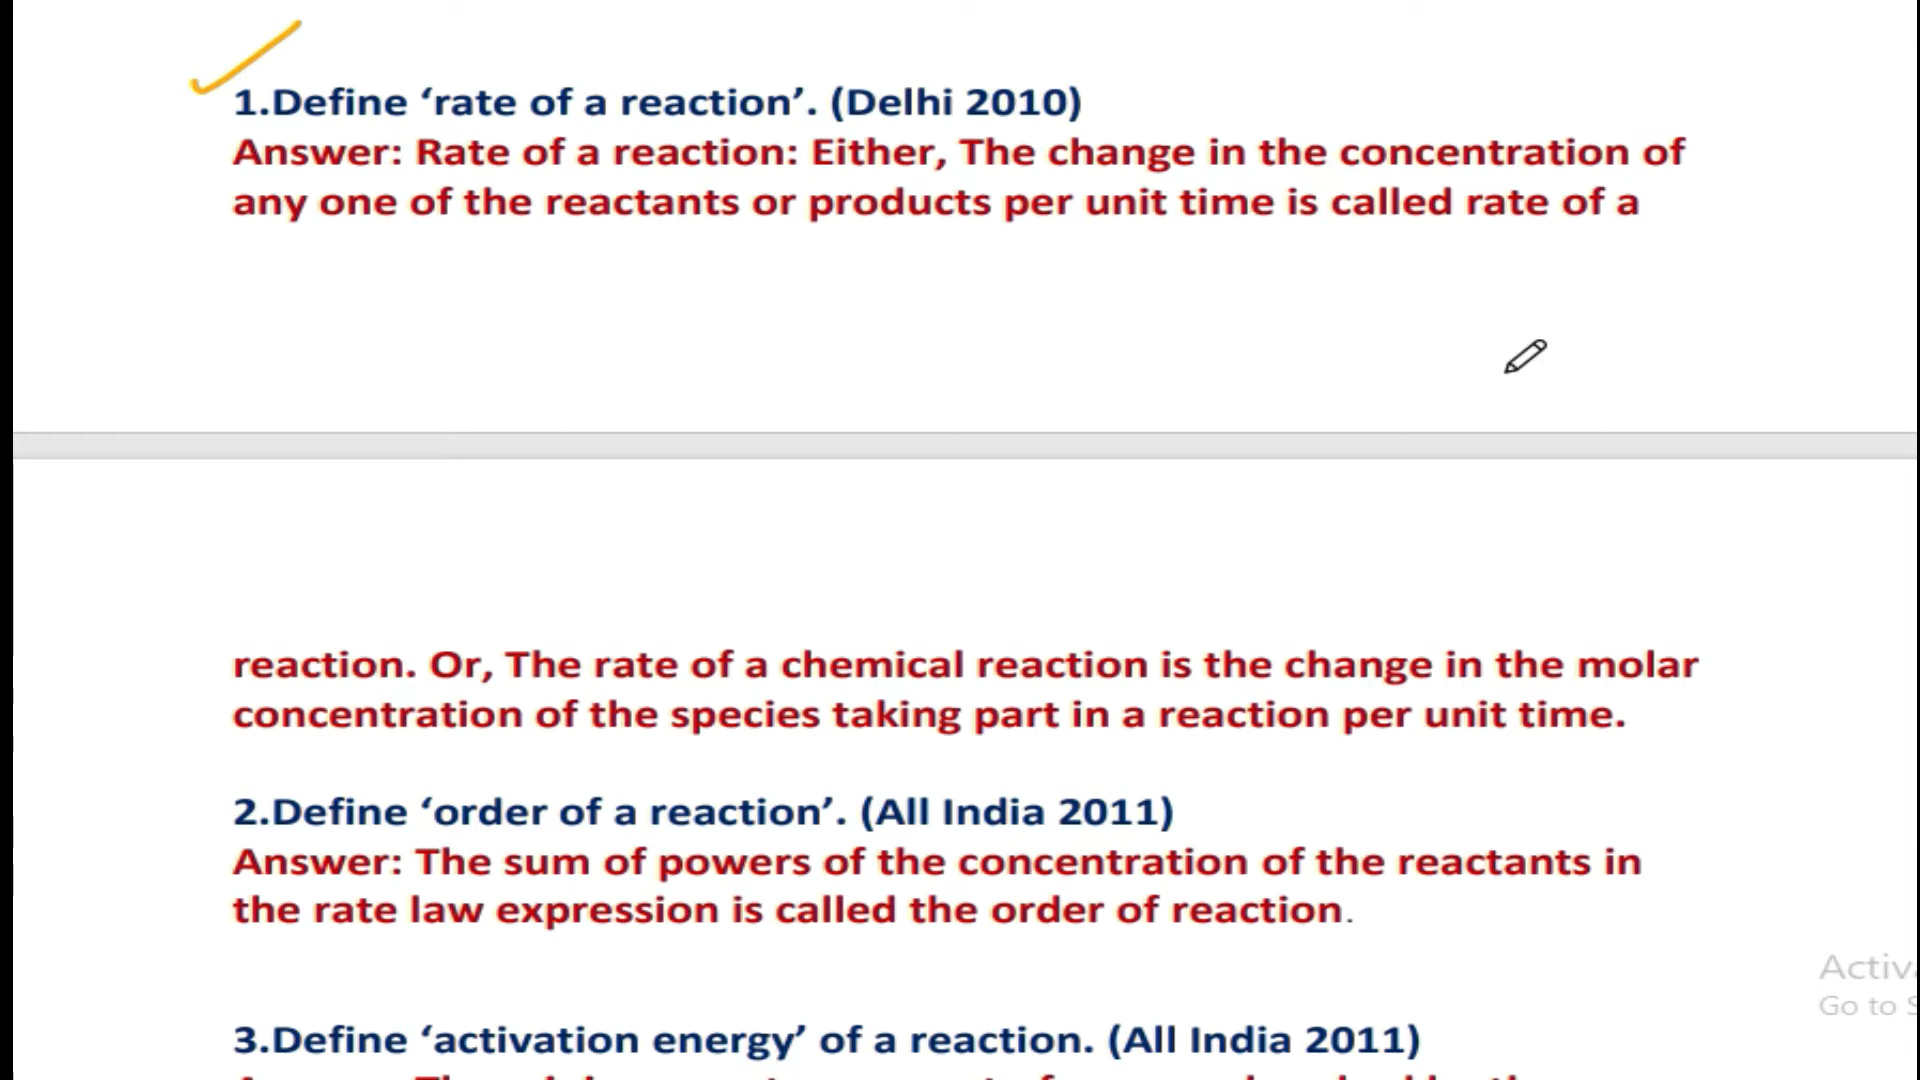 1.Define ‘rate of a reaction’. (Delhi 2010)
Answer: Rate of a reaction: Either, The change in the concentration of
any one of the reactants or products per unit time is called rate of a
reaction. Or, The rate of a chemical reaction is the change in the molar
concentration of the species taking part in a reaction per unit time.
2.Define ‘order of a reaction’. (All India 2011)
Answer: The sum of powers of the concentration of the reactants in
the rate law expression is called the order of reaction.
Activa
Go to S
3.Define ‘activation energy’ of a reaction. (All India 2011)